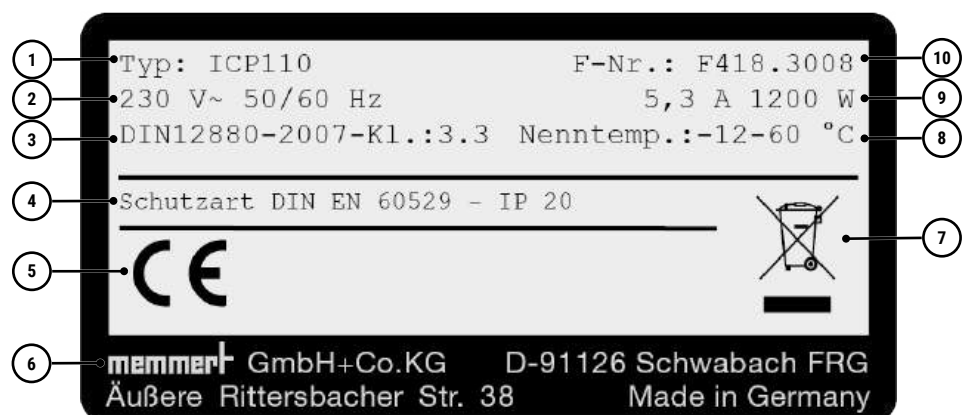 1 Typ: ICP110 F-Nr.: F418.3008 10
2 230 V~ 50/60 Hz 5,3 A 1200 W 9
3 DIN12880-2007-Kl.:3.3 Nenntemp.:-12-60 °C 8
4 Schutzart DIN EN 60529 - IP 20
7
5 CE
6 memmert GmbH+Co.KG D-91126 Schwabach FRG
Äußere Rittersbacher Str. 38 Made in Germany